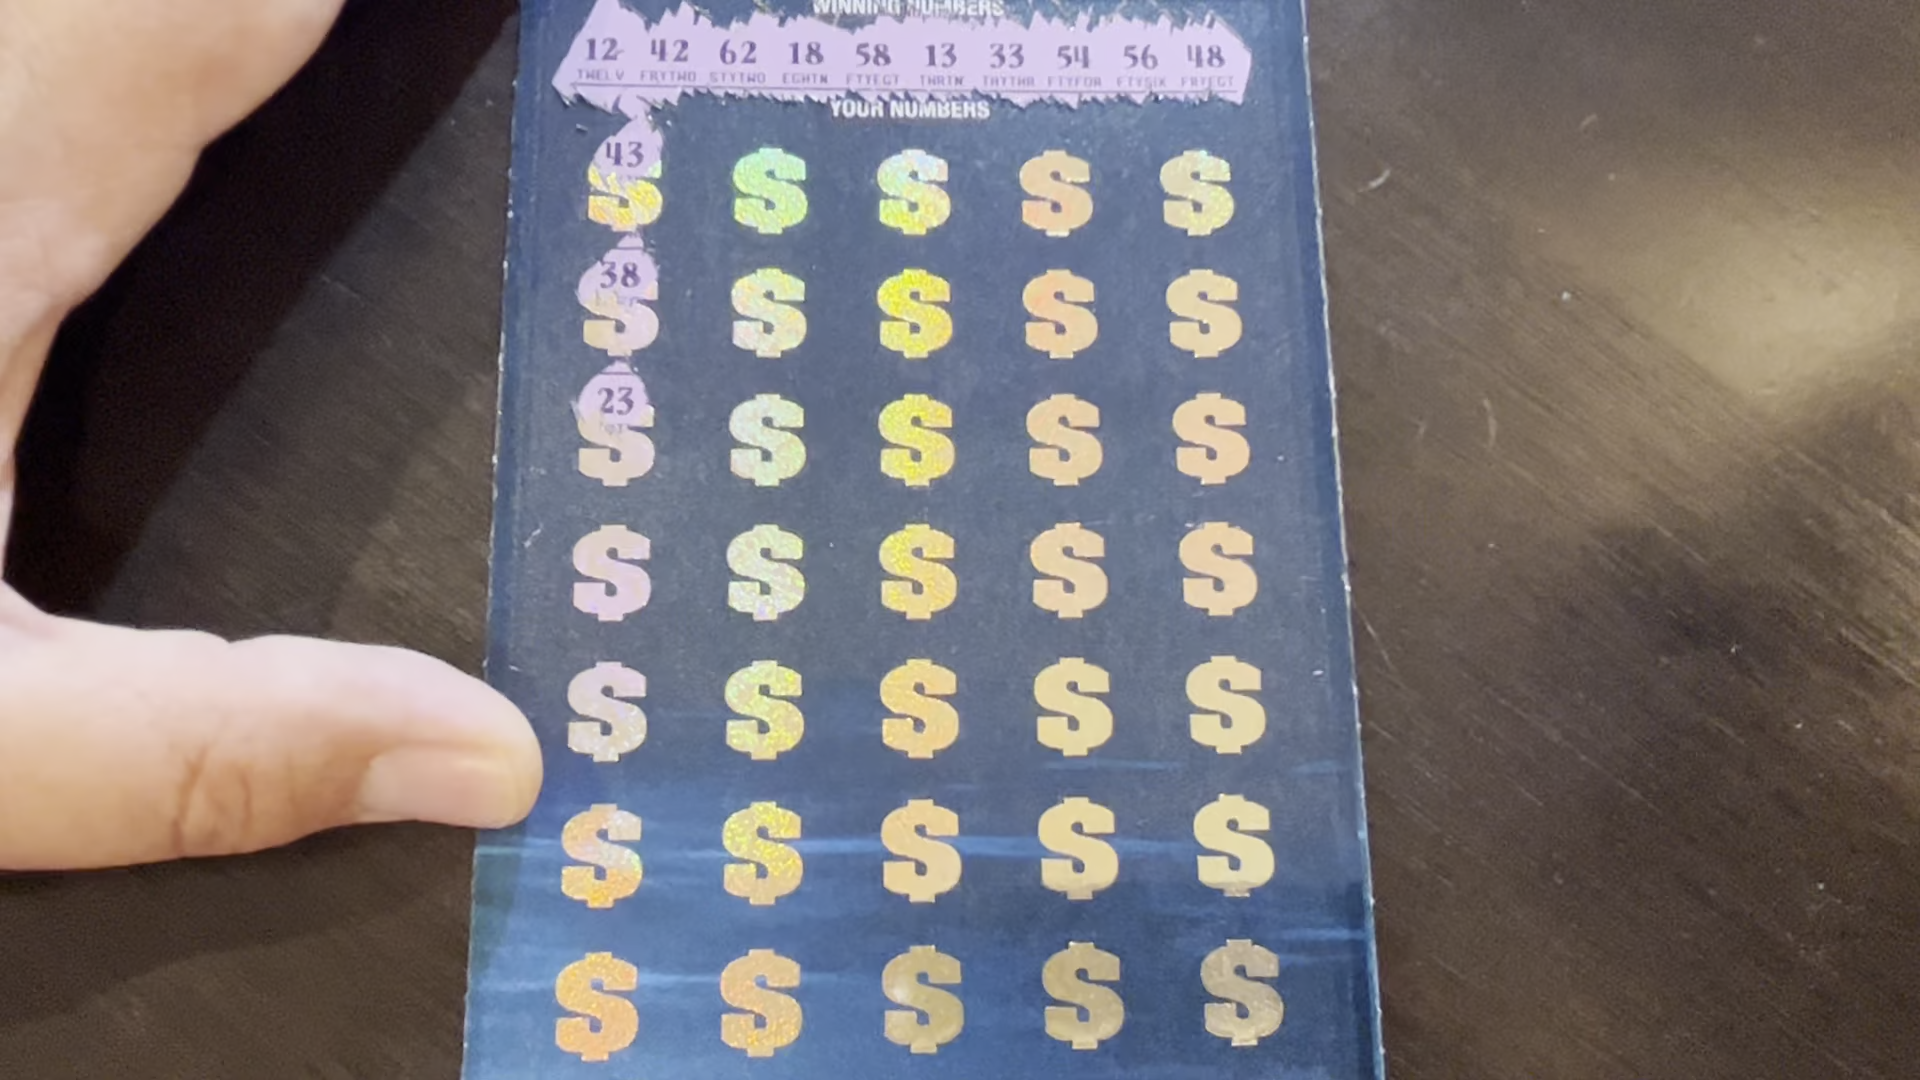 WINNING NUMBERS
12 42 62 18 58 13 33 54 56 48
TWELV FRYTWO STYTWO EGHTN FTYEGT THRTN THYTHR FTYFOR FTYSIX FRYEGT
YOUR NUMBERS
43
38
23